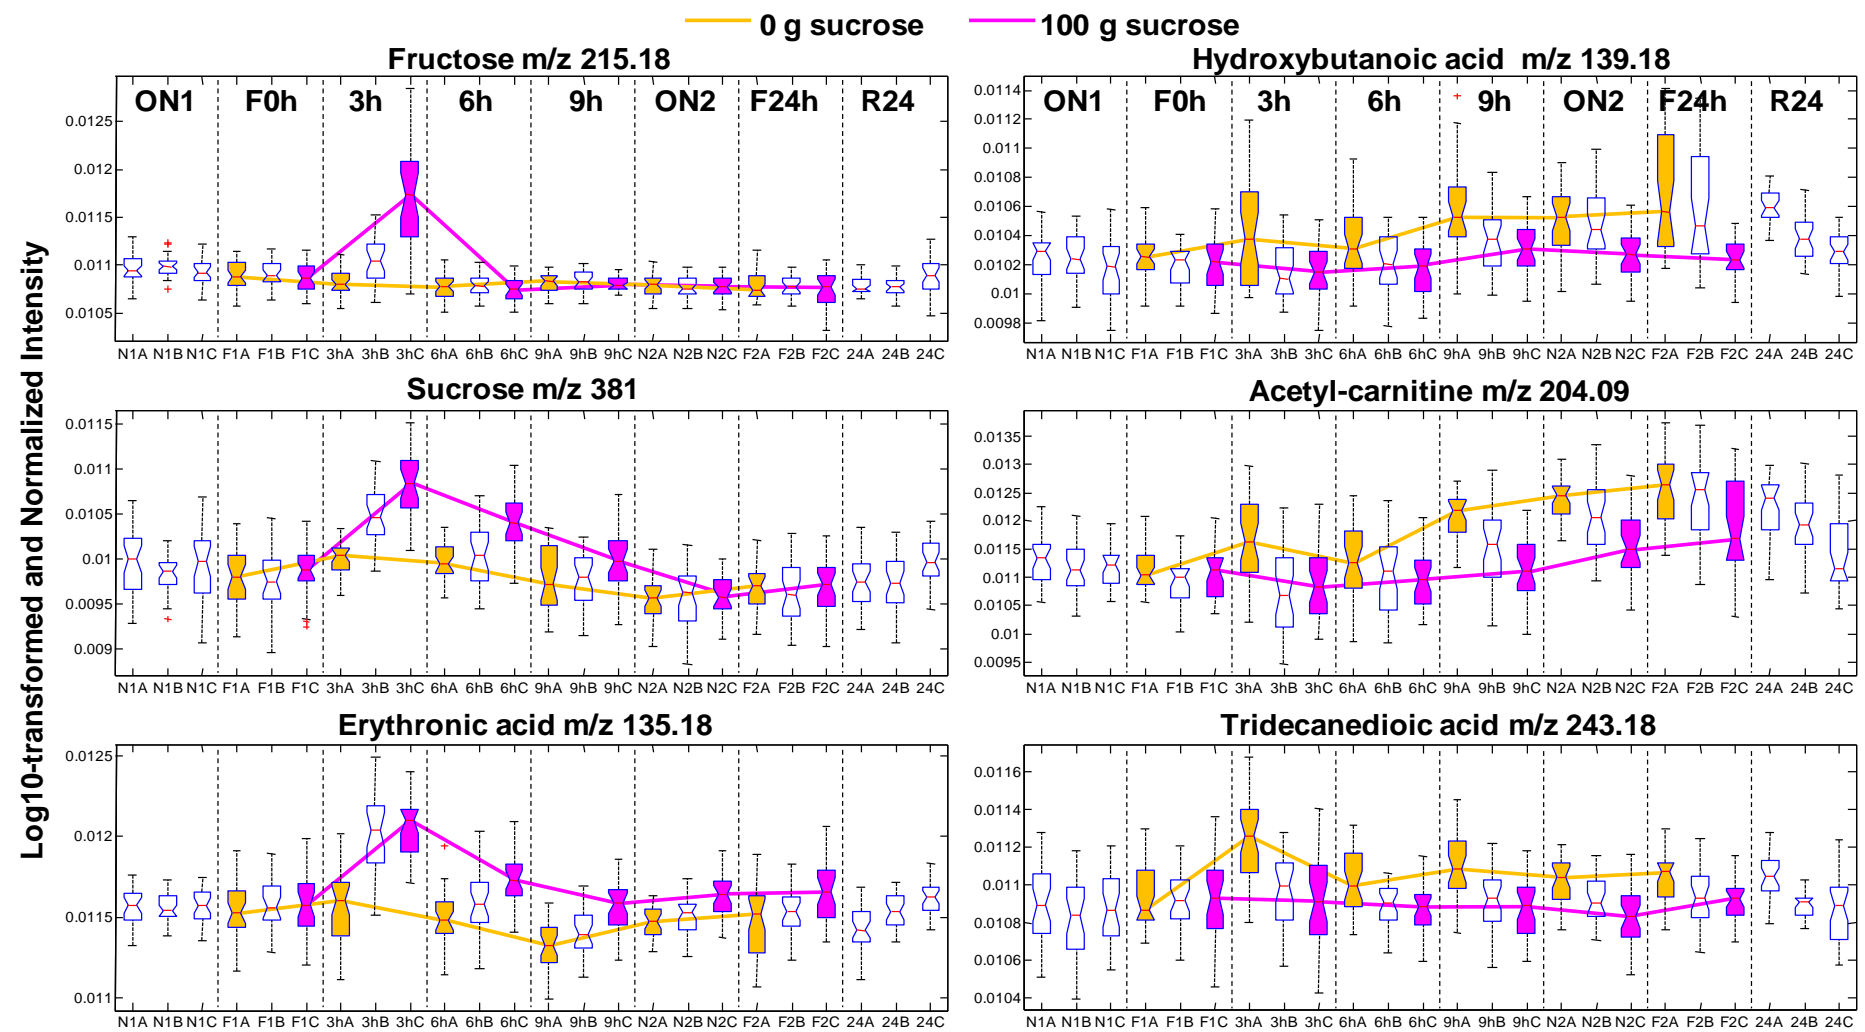 0 g sucrose 100 g sucrose
Log10-transformed and Normalized Intensity
Fructose m/z 215.18
ON1 F0h 3h 6h 9h ON2 F24h R24
0.0125
0.012
0.0115
0.011
0.0105
N1A N1B N1C F1A F1B F1C 3hA 3hB 3hC 6hA 6hB 6hC 9hA 9hB 9hC N2A N2B N2C F2A F2B F2C 24A 24B 24C
Hydroxybutanoic acid m/z 139.18
ON1 F0h 3h 6h 9h ON2 F24h R24
0.0114
0.0112
0.011
0.0108
0.0106
0.0104
0.0102
0.01
0.0098
N1A N1B N1C F1A F1B F1C 3hA 3hB 3hC 6hA 6hB 6hC 9hA 9hB 9hC N2A N2B N2C F2A F2B F2C 24A 24B 24C
Sucrose m/z 381
0.0115
0.011
0.0105
0.01
0.0095
0.009
N1A N1B N1C F1A F1B F1C 3hA 3hB 3hC 6hA 6hB 6hC 9hA 9hB 9hC N2A N2B N2C F2A F2B F2C 24A 24B 24C
Acetyl-carnitine m/z 204.09
0.0135
0.013
0.0125
0.012
0.0115
0.011
0.0105
0.01
0.0095
N1A N1B N1C F1A F1B F1C 3hA 3hB 3hC 6hA 6hB 6hC 9hA 9hB 9hC N2A N2B N2C F2A F2B F2C 24A 24B 24C
Erythronic acid m/z 135.18
0.0125
0.012
0.0115
0.011
N1A N1B N1C F1A F1B F1C 3hA 3hB 3hC 6hA 6hB 6hC 9hA 9hB 9hC N2A N2B N2C F2A F2B F2C 24A 24B 24C
Tridecanedioic acid m/z 243.18
0.0116
0.0114
0.0112
0.011
0.0108
0.0106
0.0104
N1A N1B N1C F1A F1B F1C 3hA 3hB 3hC 6hA 6hB 6hC 9hA 9hB 9hC N2A N2B N2C F2A F2B F2C 24A 24B 24C